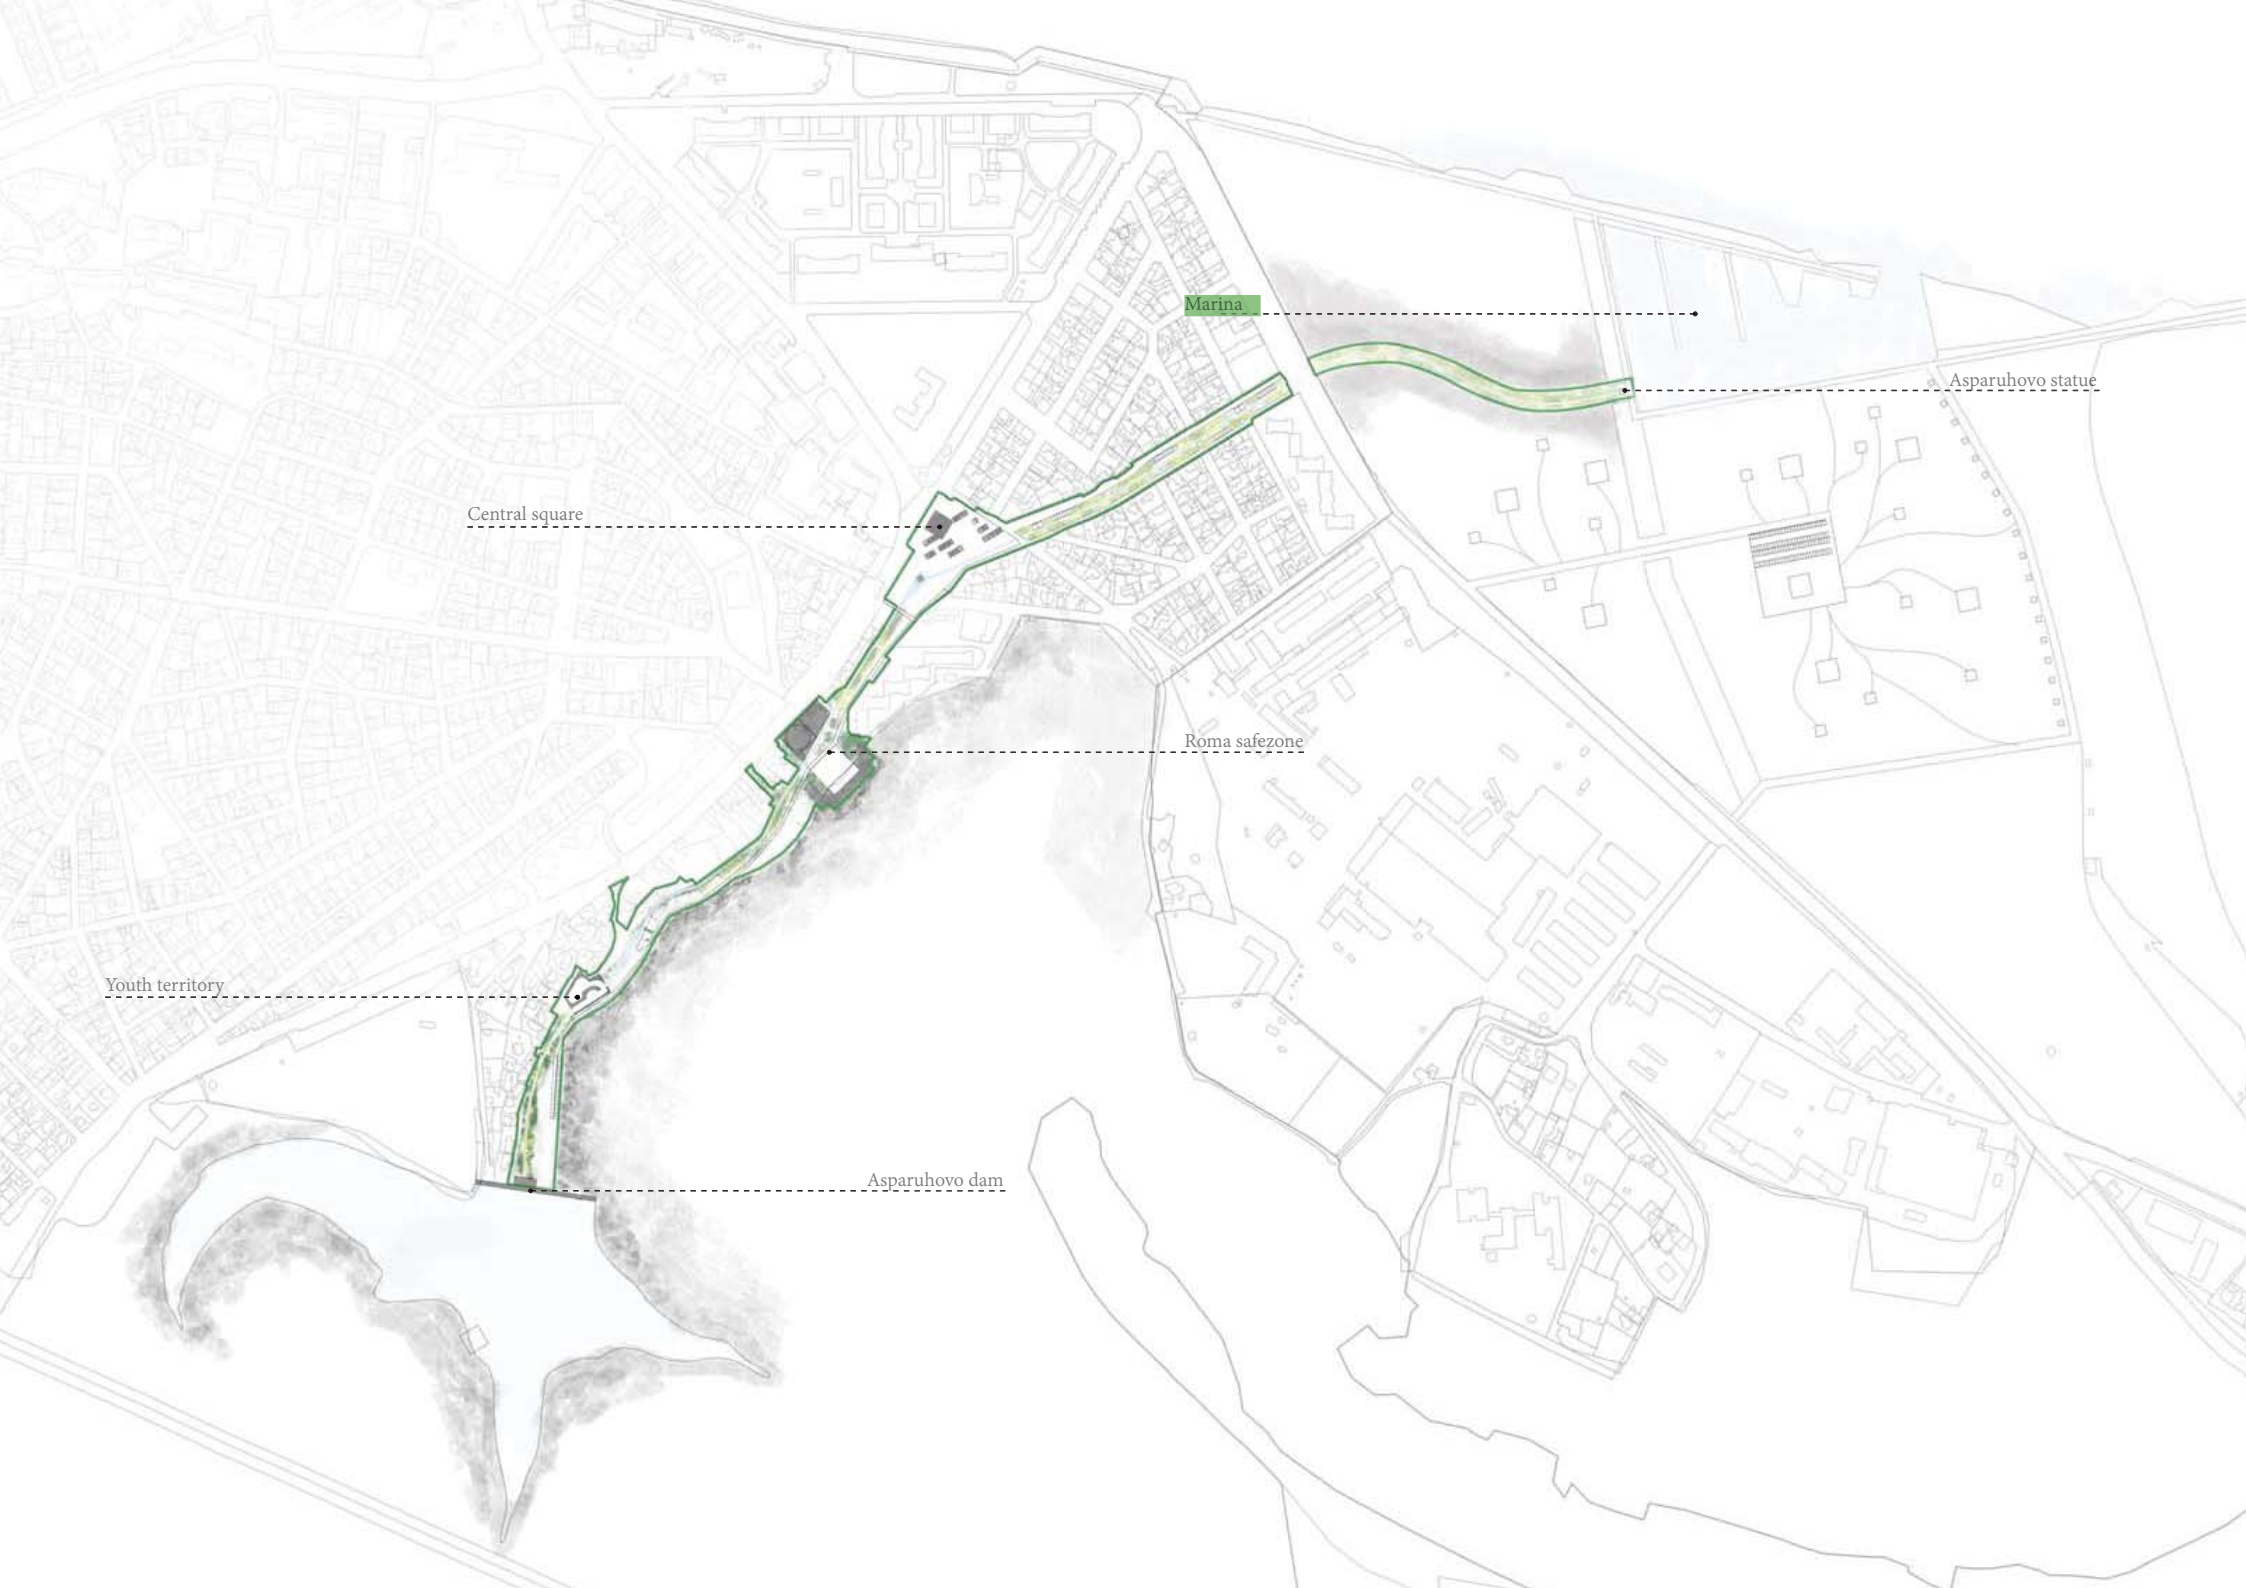 Marina
Asparuhovo statue
Central square
Roma safezone
Youth territory
Asparuhovo dam